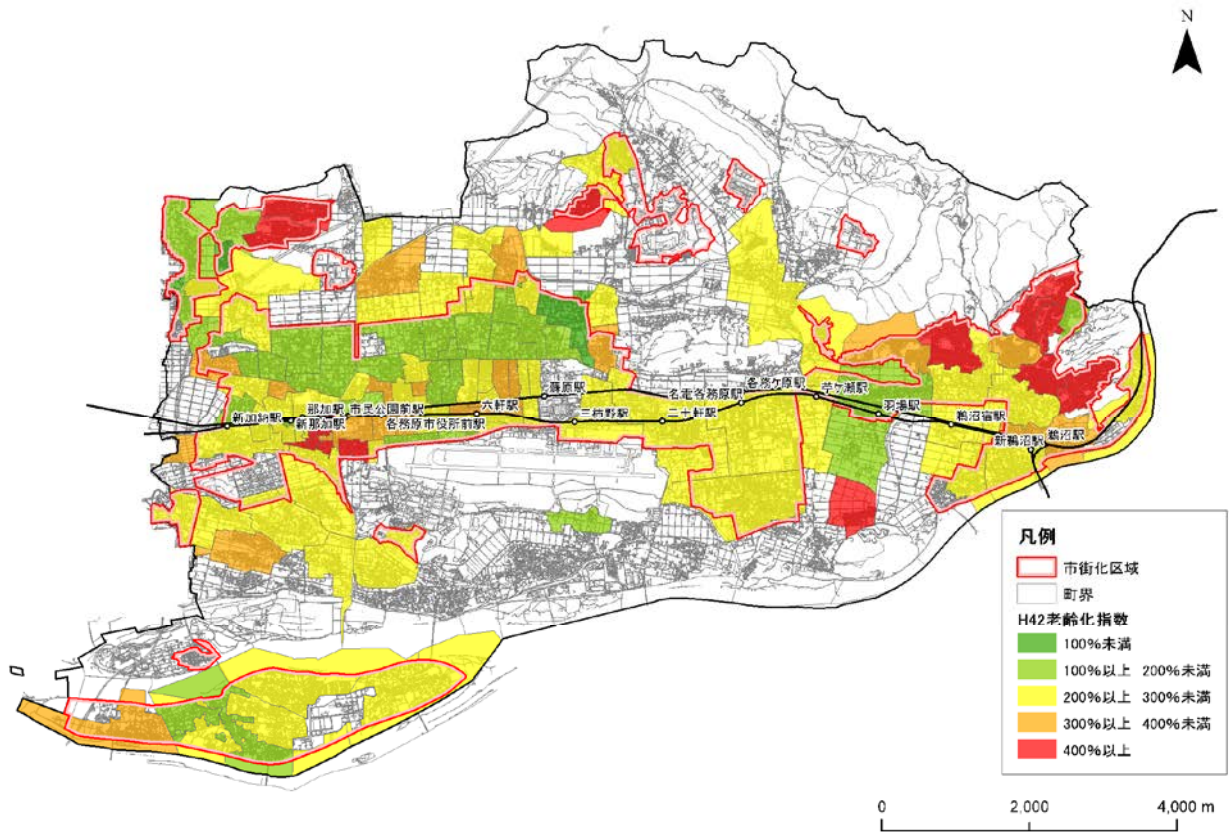 N
新加納駅
那加駅
新那加駅
市民公園前駅
各務原市役所前駅
六軒駅
蘇原駅
三柿野駅
二十軒駅
名電各務原駅
各務ケ原駅
苧ケ瀬駅
羽場駅
鵜沼宿駅
新鵜沼駅
鵜沼駅
凡例
市街化区域
町界
H42老齢化指数
100%未満
100%以上 200%未満
200%以上 300%未満
300%以上 400%未満
400%以上
0 2,000 4,000 m